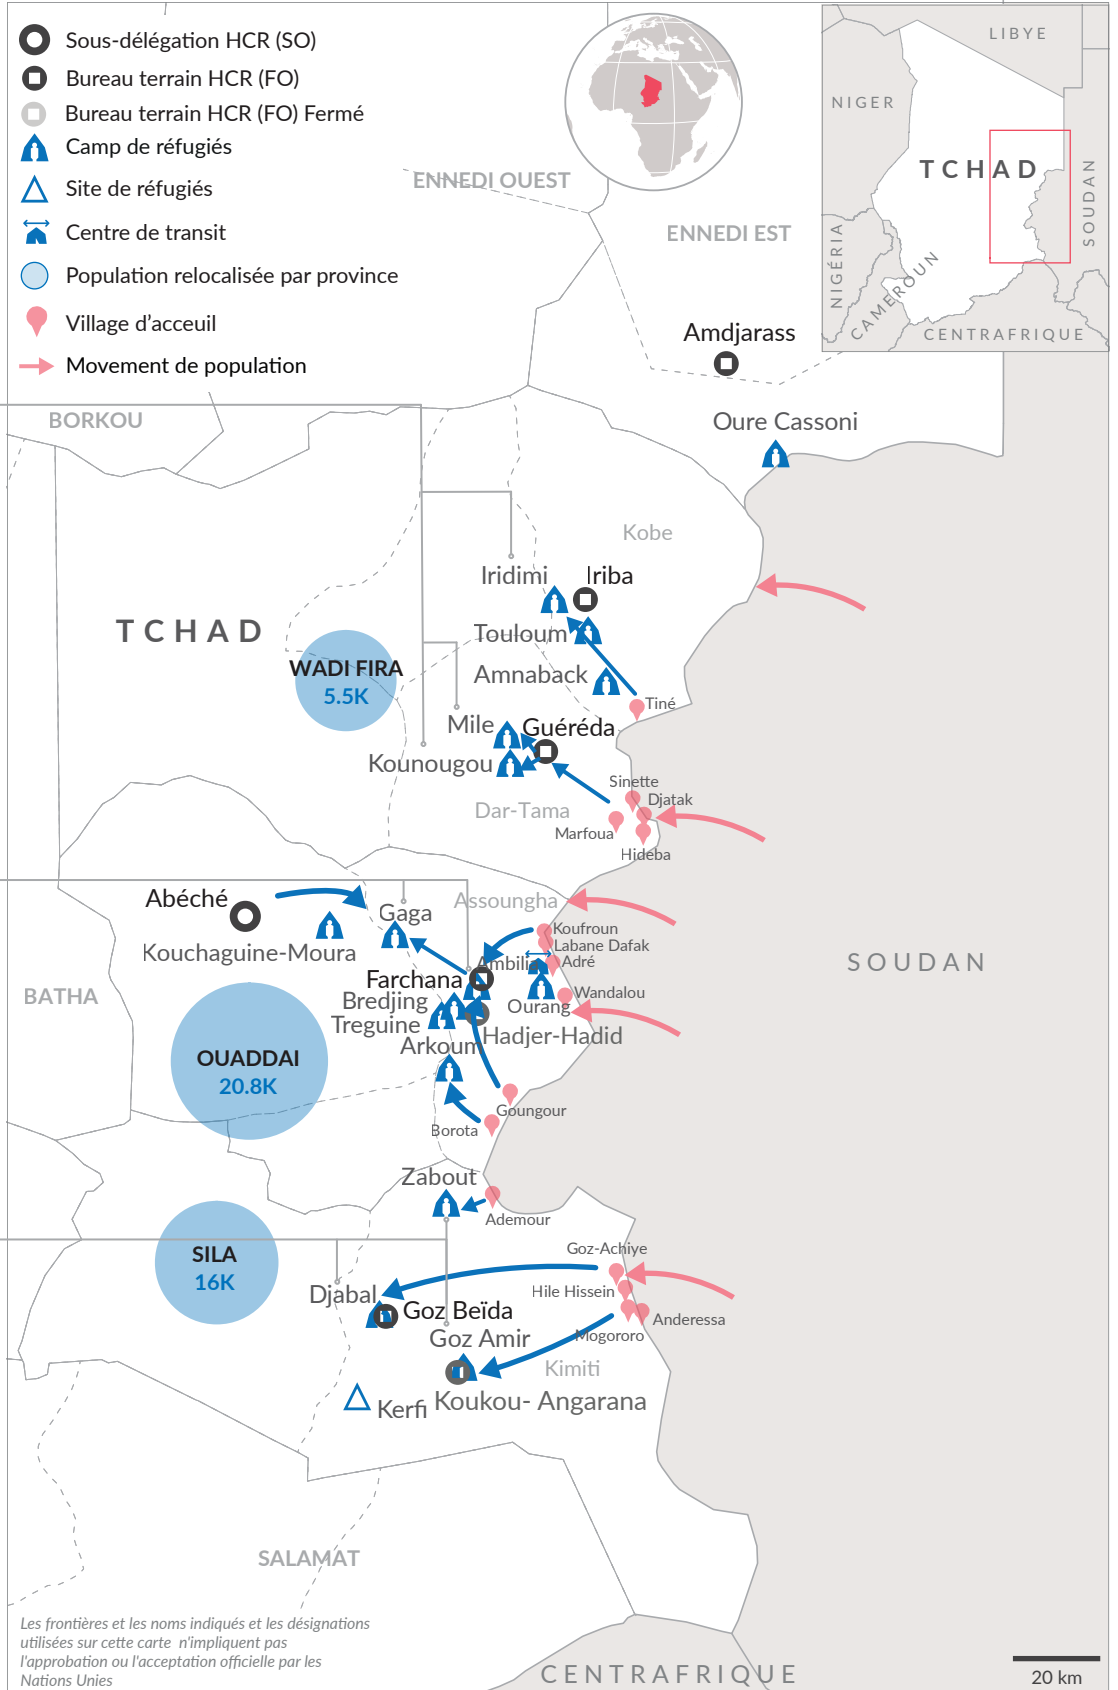 Sous-délégation HCR (SO)
Bureau terrain HCR (FO)
Bureau terrain HCR (FO) Fermé
Camp de réfugiés
Site de réfugiés
Centre de transit
Population relocalisée par province
Village d'acceuil
Movement de population
LIBYE
NIGER
TCHAD
SOUDAN
NIGÉRIA
CAMEROUN
CENTRAFRIQUE
ENNEDI OUEST
ENNEDI EST
Amdjarass
BORKOU
Oure Cassoni
Kobe
Iridimi
Iriba
TCHAD
Touloum
WADI FIRA
5.5K
Amnaback
Tiné
Mile
Guéréda
Kounougou
Sinette
Djatak
Dar-Tama
Marfoua
Hideba
Abéché
Assoungha
Gaga
Koufroun
Kouchaguine-Moura
Labane Dafak
Ambilia
Adré
SOUDAN
Farchana
BATHA
Bredjing
Wandalou
Ourang
Treguine
Hadjer-Hadid
Arkoum
OUADDAI
20.8K
Goungour
Borota
Zabout
Ademour
SILA
16K
Goz-Achiye
Djabal
Hile Hissein
Goz Beïda
Anderessa
Goz Amir
Mogororo
Kimiti
Kerfi
Koukou- Angarana
SALAMAT
Les frontières et les noms indiqués et les désignations
utilisées sur cette carte n'impliquent pas
l'approbation ou l'acceptation officielle par les
Nations Unies
CENTRAFRIQUE
20 km